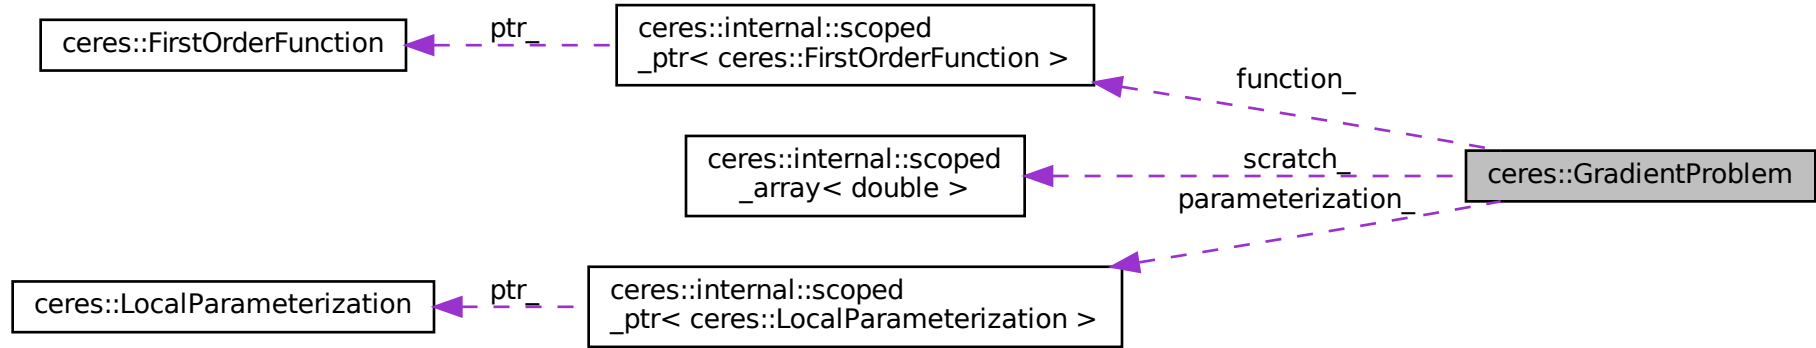 ceres::FirstOrderFunction
ptr_
ceres::internal::scoped
_ptr< ceres::FirstOrderFunction >
function_
ceres::internal::scoped
_array< double >
scratch_
parameterization_
ceres::GradientProblem
ceres::LocalParameterization
ptr_
ceres::internal::scoped
_ptr< ceres::LocalParameterization >